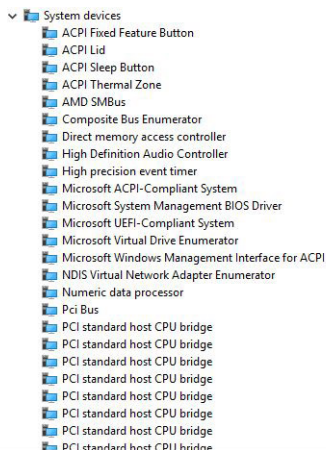 System devices
ACPI Fixed Feature Button
ACPI Lid
ACPI Sleep Button
ACPI Thermal Zone
AMD SMBus
Composite Bus Enumerator
Direct memory access controller
High Definition Audio Controller
High precision event timer
Microsoft ACPI-Compliant System
Microsoft System Management BIOS Driver
Microsoft UEFI-Compliant System
Microsoft Virtual Drive Enumerator
Microsoft Windows Management Interface for ACPI
NDIS Virtual Network Adapter Enumerator
Numeric data processor
Pci Bus
PCI standard host CPU bridge
PCI standard host CPU bridge
PCI standard host CPU bridge
PCI standard host CPU bridge
PCI standard host CPU bridge
PCI standard host CPU bridge
PCI standard host CPU bridge
PCI standard host CPU bridge